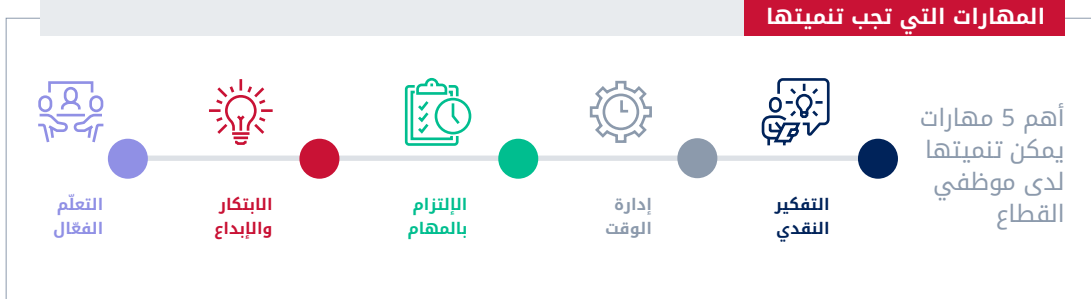 المهارات التي تجب تنميتها
أهم 5 مهارات
يمكن تنميتها
لدى موظفي
القطاع
التفكير
النقدي
إدارة
الوقت
الإلتزام
بالمهام
الابتكار
والإبداع
التعلّم
الفعّال